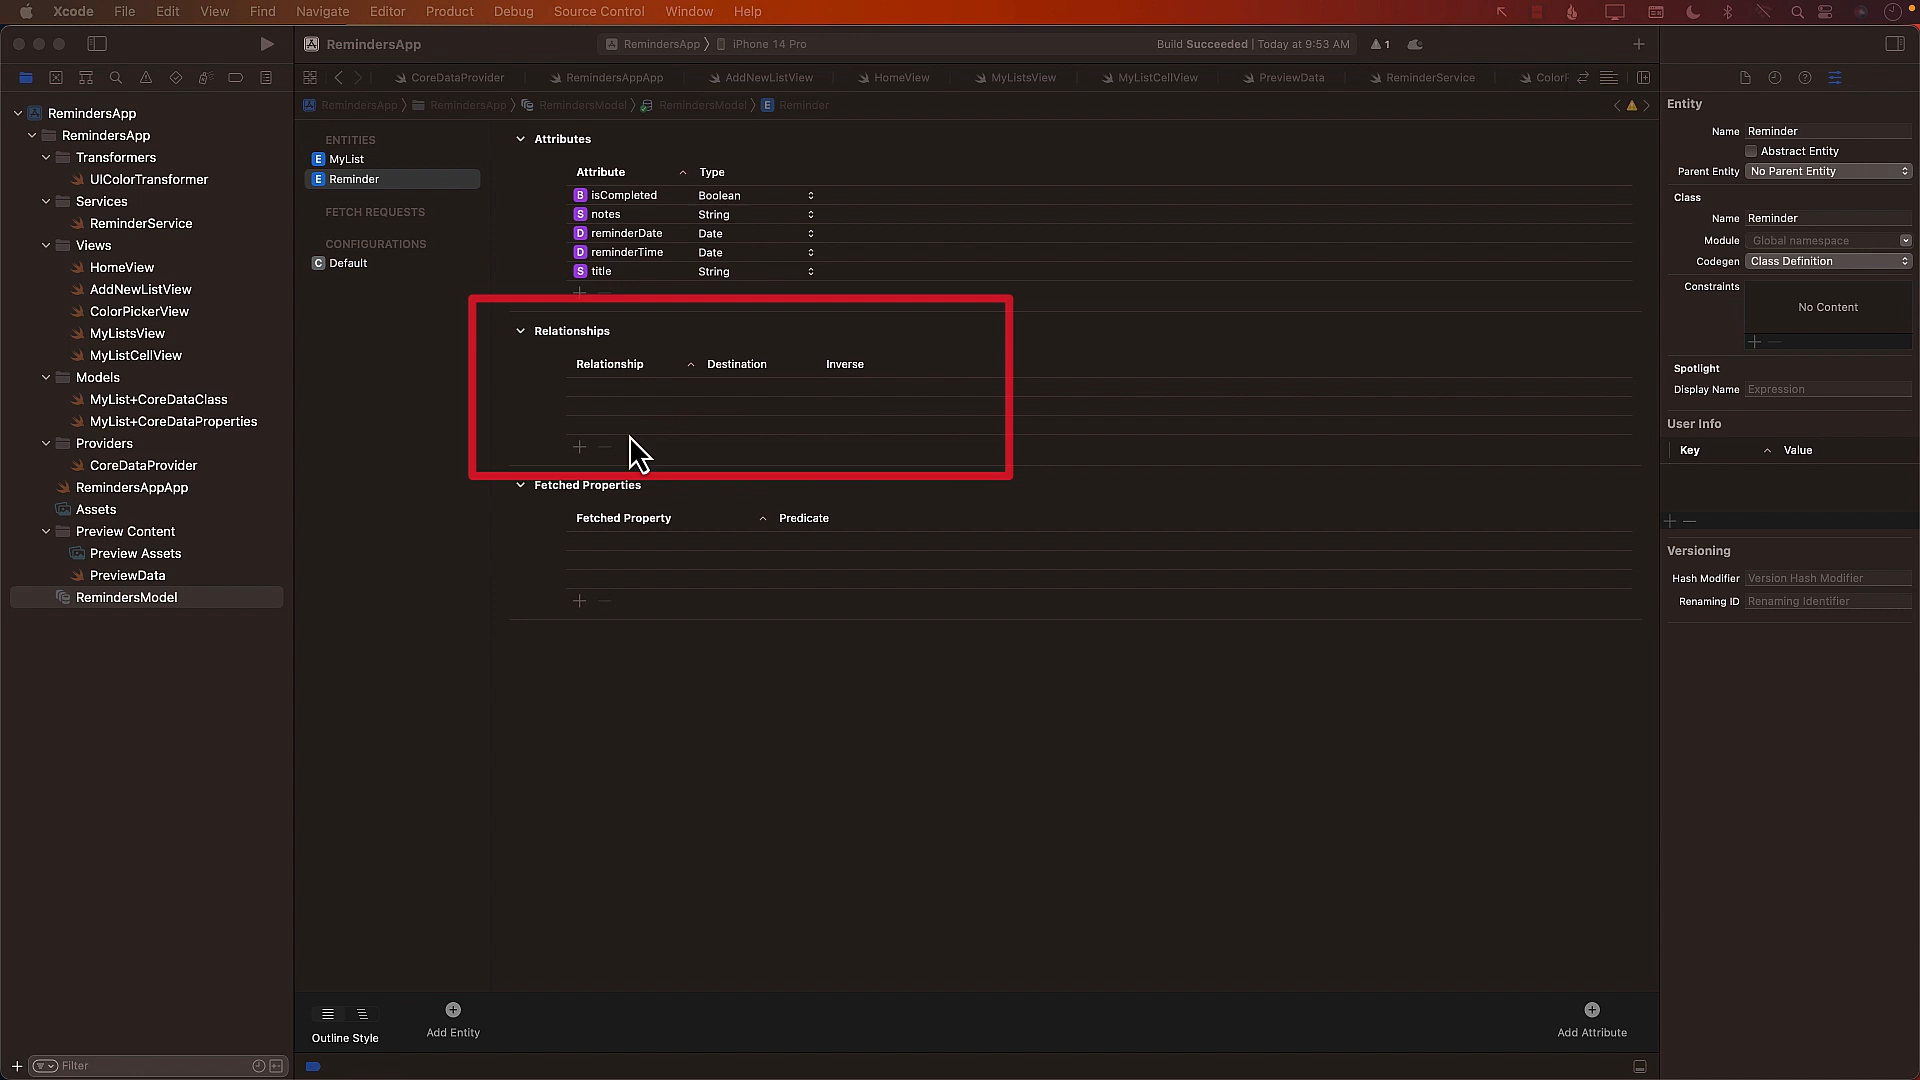 Xcode File Edit View Find Navigate Editor Product Debug Source Control Window Help
RemindersApp
RemindersApp iPhone 14 Pro
Build Succeeded | Today at 9:53 AM 1
CoreDataProvider RemindersAppApp AddNewListView HomeView MyListsView MyListCellView PreviewData ReminderService ColorF
RemindersApp RemindersApp RemindersModel RemindersModel E Reminder
RemindersApp
RemindersApp
Transformers
UIColorTransformer
Services
ReminderService
Views
HomeView
AddNewListView
ColorPickerView
MyListsView
MyListCellView
Models
MyList+CoreDataClass
MyList+CoreDataProperties
Providers
CoreDataProvider
RemindersAppApp
Assets
Preview Content
Preview Assets
PreviewData
RemindersModel
Filter
ENTITIES
E MyList
E Reminder
FETCH REQUESTS
CONFIGURATIONS
C Default
Attributes
Attribute Type
B isCompleted Boolean
S notes String
D reminderDate Date
D reminderTime Date
S title String
Relationships
Relationship Destination Inverse
Fetched Properties
Fetched Property Predicate
Outline Style
Add Entity
Add Attribute
Entity
Name Reminder
Abstract Entity
Parent Entity No Parent Entity
Class
Name Reminder
Module Global namespace
Codegen Class Definition
Constraints
No Content
Spotlight
Display Name Expression
User Info
Key Value
Versioning
Hash Modifier Version Hash Modifier
Renaming ID Renaming Identifier